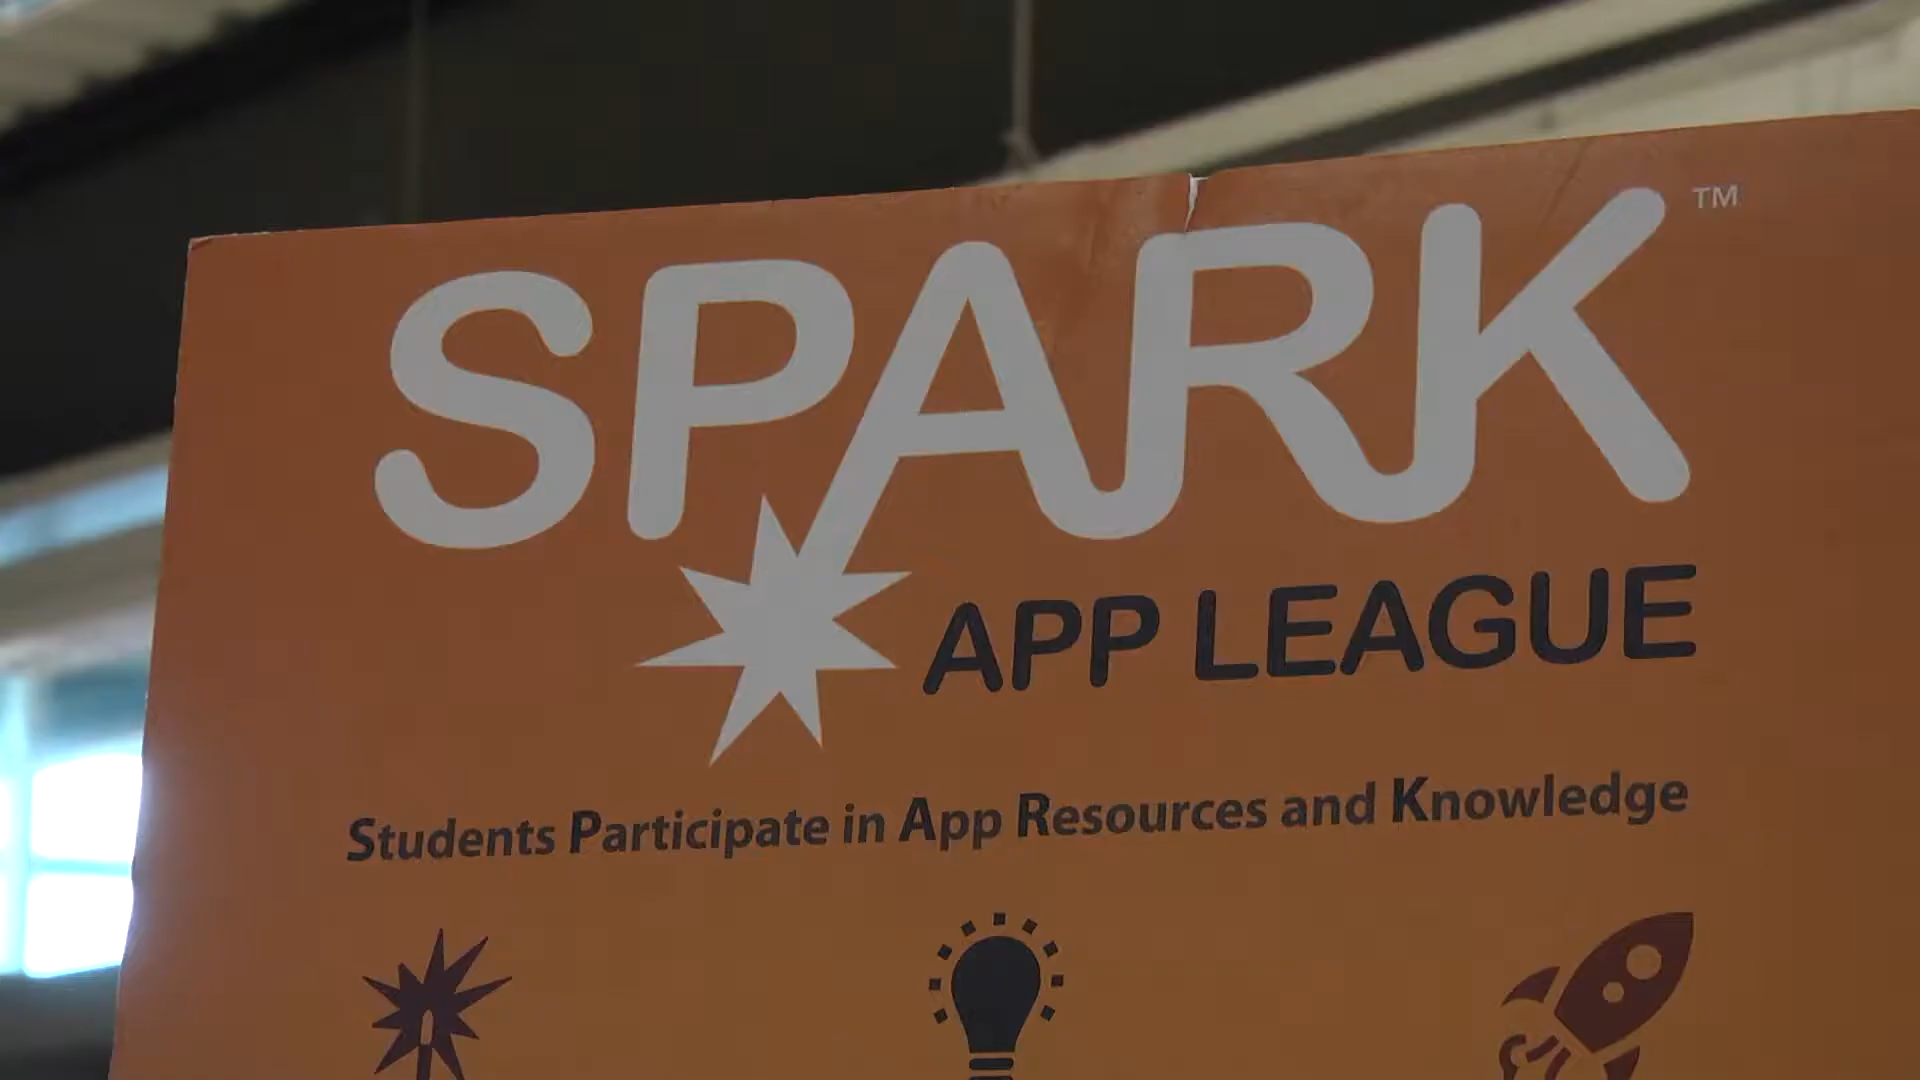 SPARK™
APP LEAGUE
Students Participate in App Resources and Knowledge